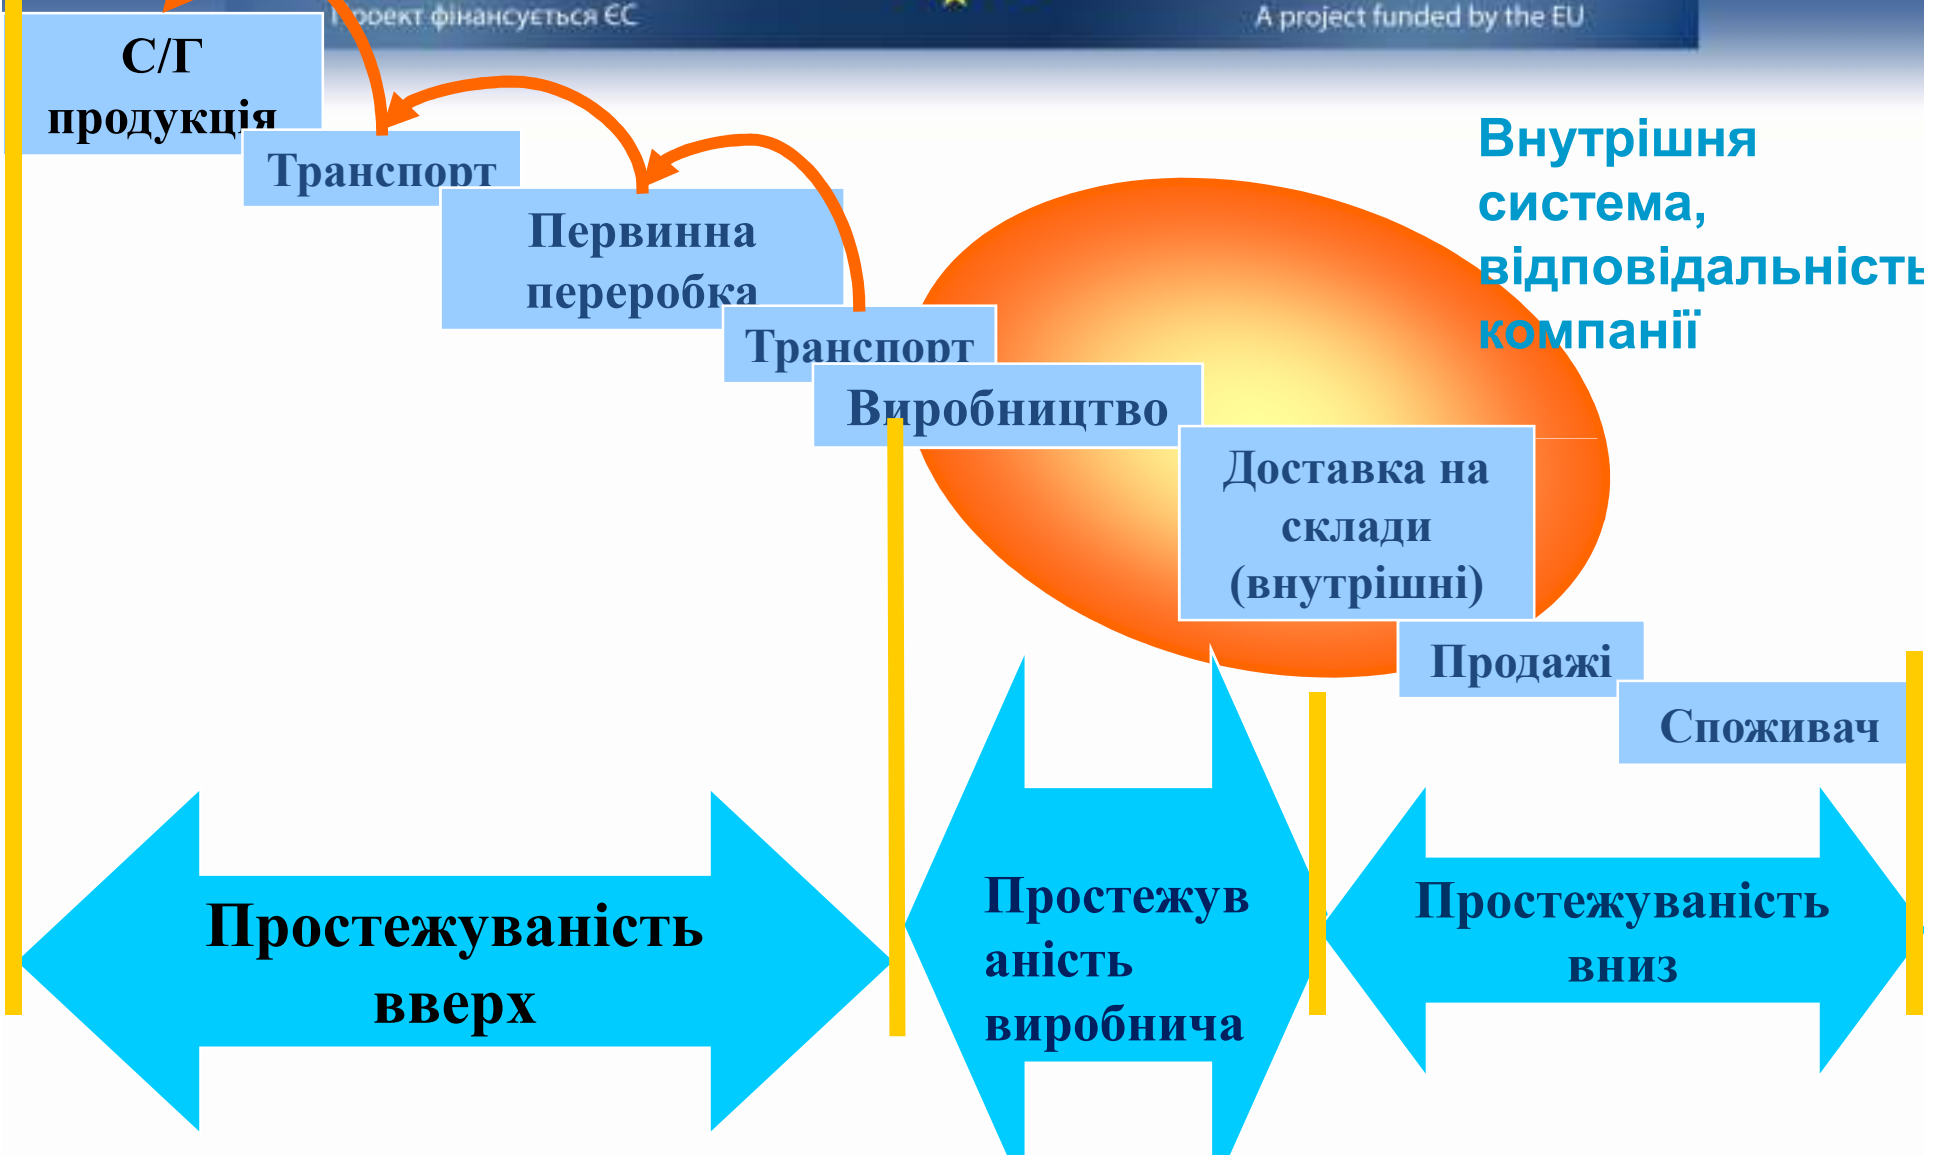 Проект фінансується ЄС
A project funded by the EU
С/Г
продукція
Транспорт
Первинна
переробка
Транспорт
Виробництво
Доставка на
склади
(внутрішні)
Продажі
Споживач
Внутрішня
система,
відповідальність
компанії
Простежуваність
вверх
Простежув
аність
виробнича
Простежуваність
вниз